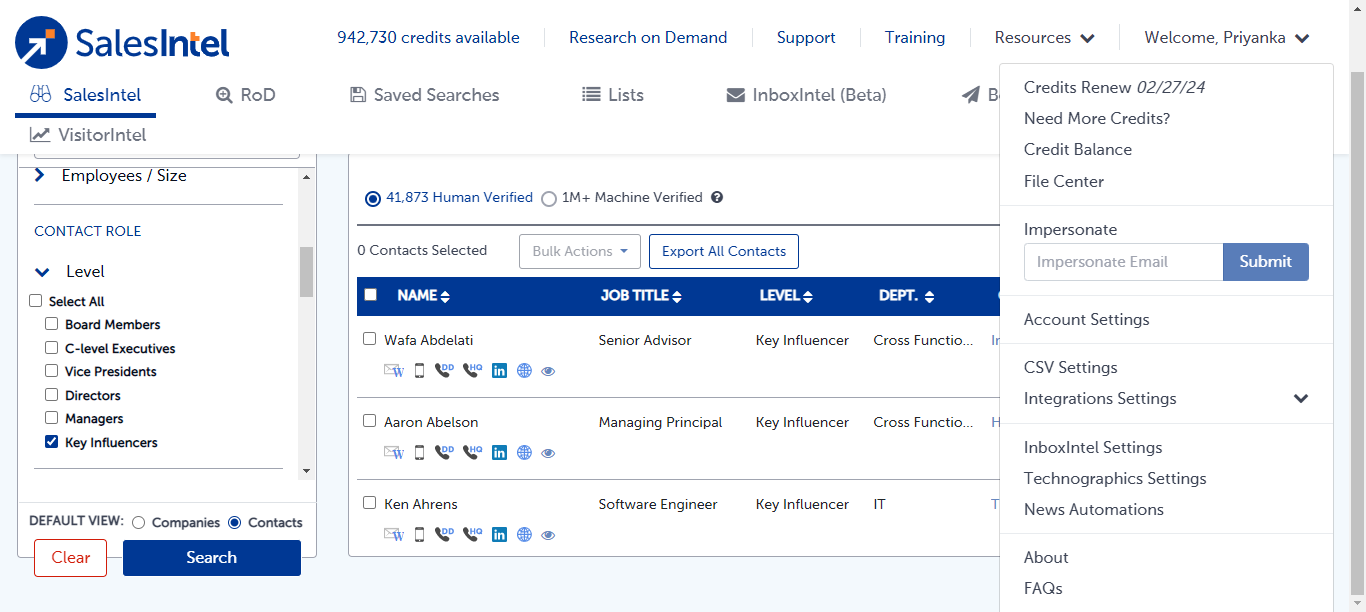 SalesIntel
942,730 credits available
Research on Demand
Support
Training
Resources
Welcome, Priyanka
SalesIntel
RoD
Saved Searches
Lists
InboxIntel (Beta)
VisitorIntel
Employees / Size
CONTACT ROLE
Level
Select All
Board Members
C-level Executives
Vice Presidents
Directors
Managers
Key Influencers
DEFAULT VIEW: Companies Contacts
Clear
Search
41,873 Human Verified 1M+ Machine Verified
0 Contacts Selected
Bulk Actions
Export All Contacts
NAME JOB TITLE LEVEL DEPT.
Wafa Abdelati Senior Advisor Key Influencer Cross Functio...
W DD HQ in
Aaron Abelson Managing Principal Key Influencer Cross Functio...
W DD HQ in
Ken Ahrens Software Engineer Key Influencer IT
W DD HQ in
Credits Renew 02/27/24
Need More Credits?
Credit Balance
File Center
Impersonate
Impersonate Email
Submit
Account Settings
CSV Settings
Integrations Settings
InboxIntel Settings
Technographics Settings
News Automations
About
FAQs